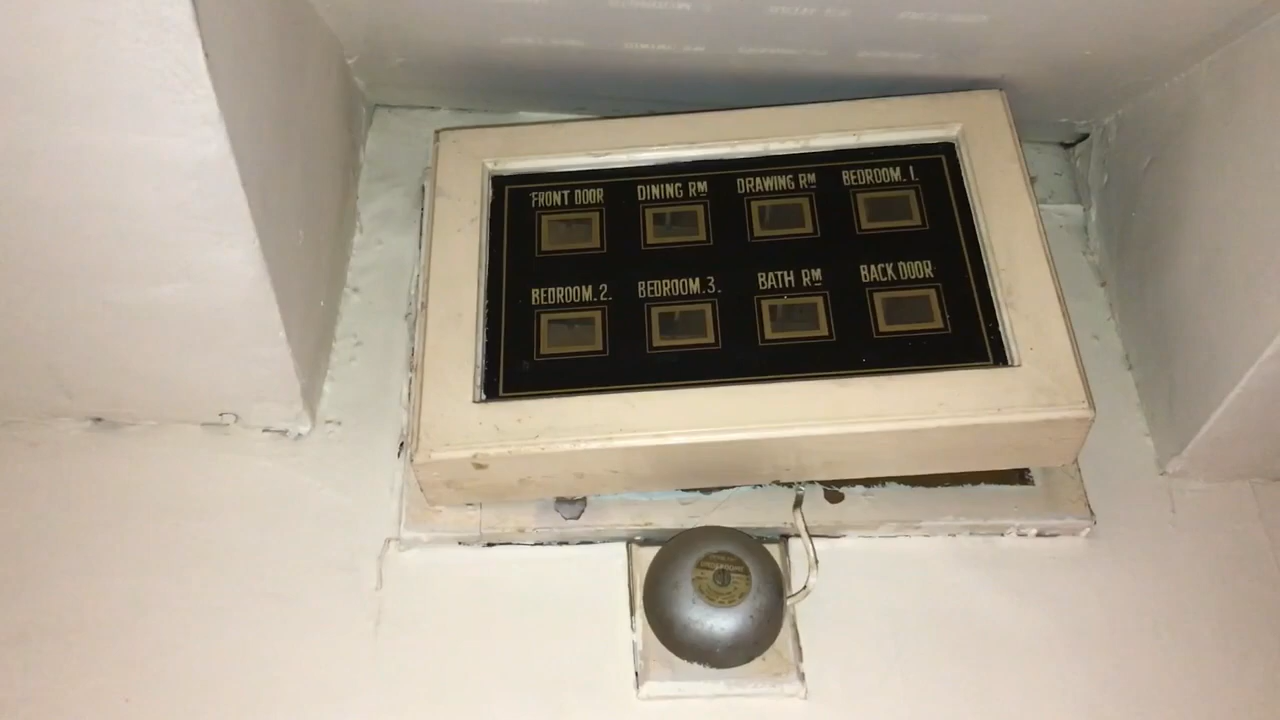 FRONT DOOR DINING RM DRAWING RM BEDROOM.1.
BEDROOM.2. BEDROOM.3. BATH RM BACK DOOR